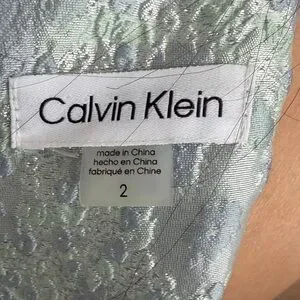 Calvin Klein
made in China
hecho en China
fabriqué en Chine
2